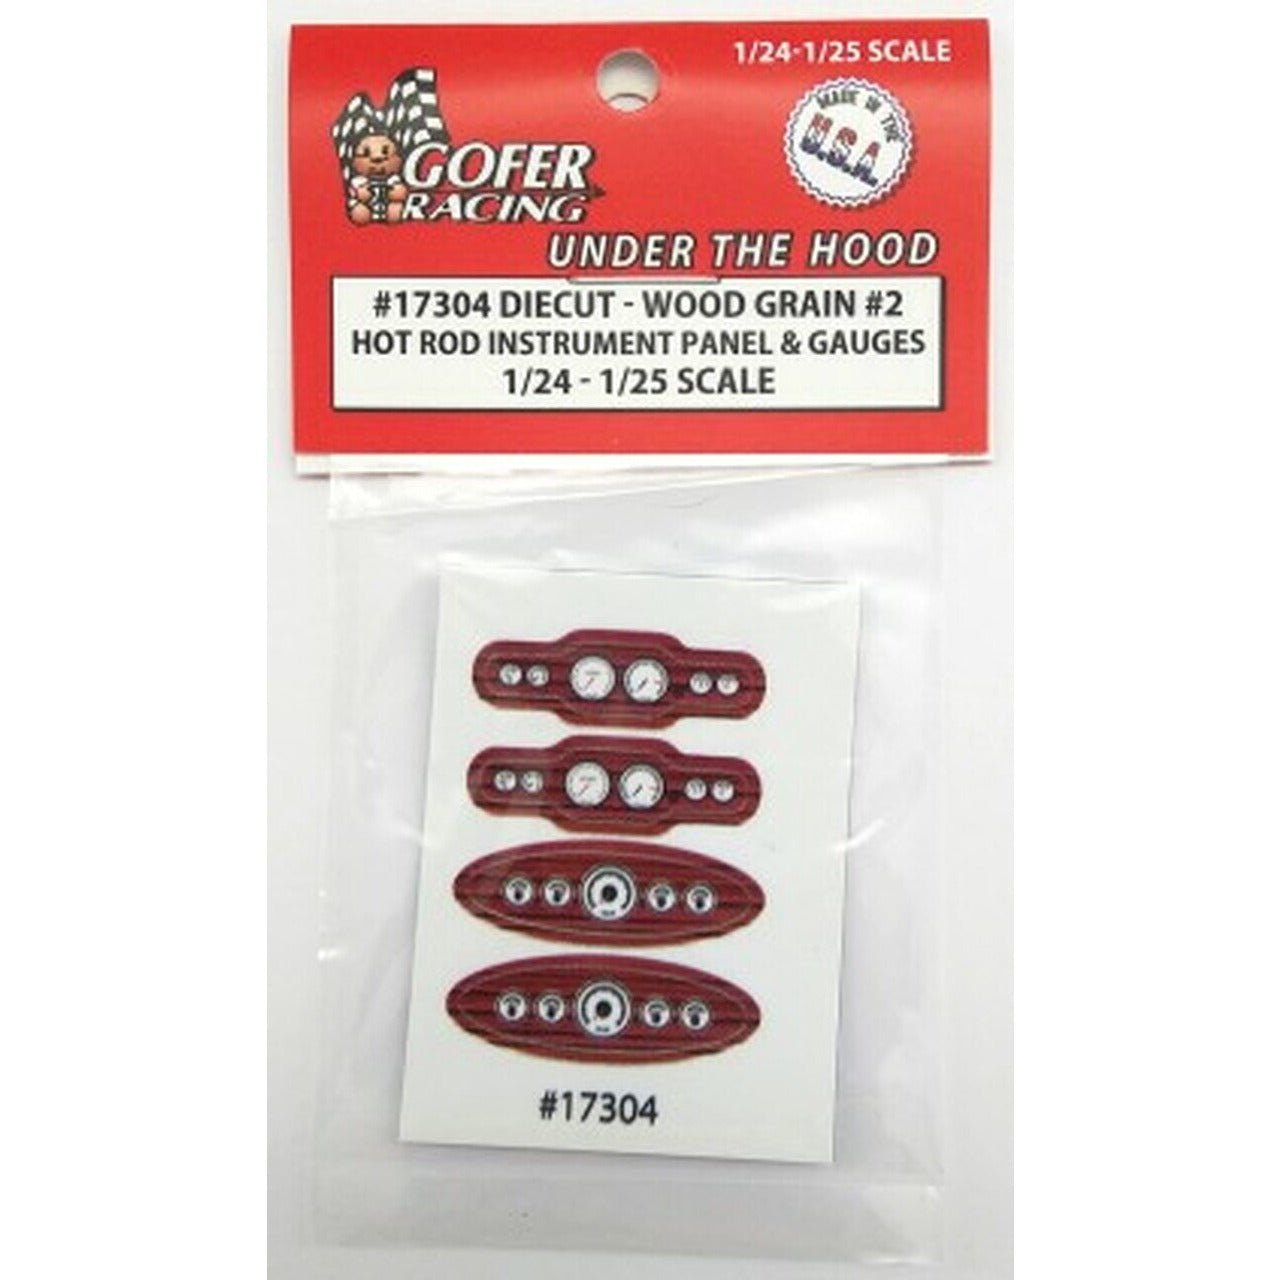 1/24-1/25 SCALE
MADE IN THE
U.S.A.
GOFER
RACING
UNDER THE HOOD
#17304 DIECUT - WOOD GRAIN #2
HOT ROD INSTRUMENT PANEL & GAUGES
1/24 - 1/25 SCALE
#17304